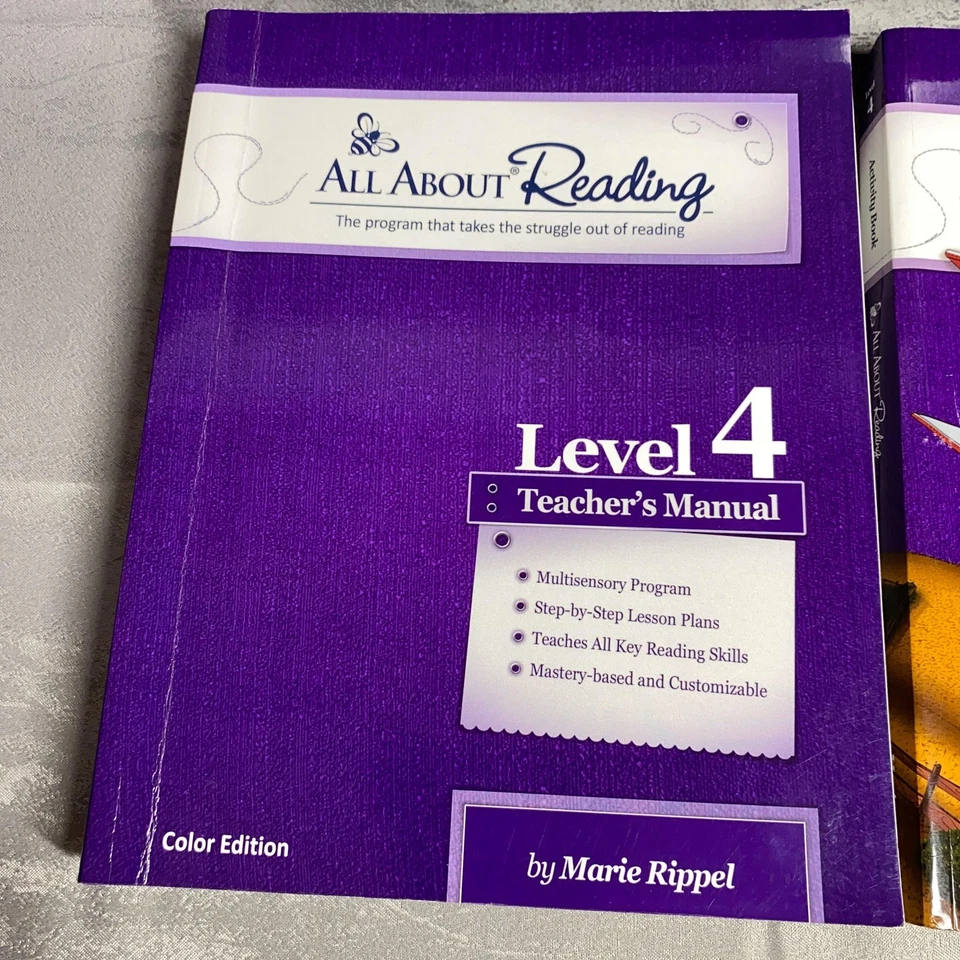 ALL ABOUT® Reading
The program that takes the struggle out of reading
Level 4
Teacher's Manual
Multisensory Program
Step-by-Step Lesson Plans
Teaches All Key Reading Skills
Mastery-based and Customizable
Color Edition
by Marie Rippel
4
Activity Book
ALL ABOUT Reading